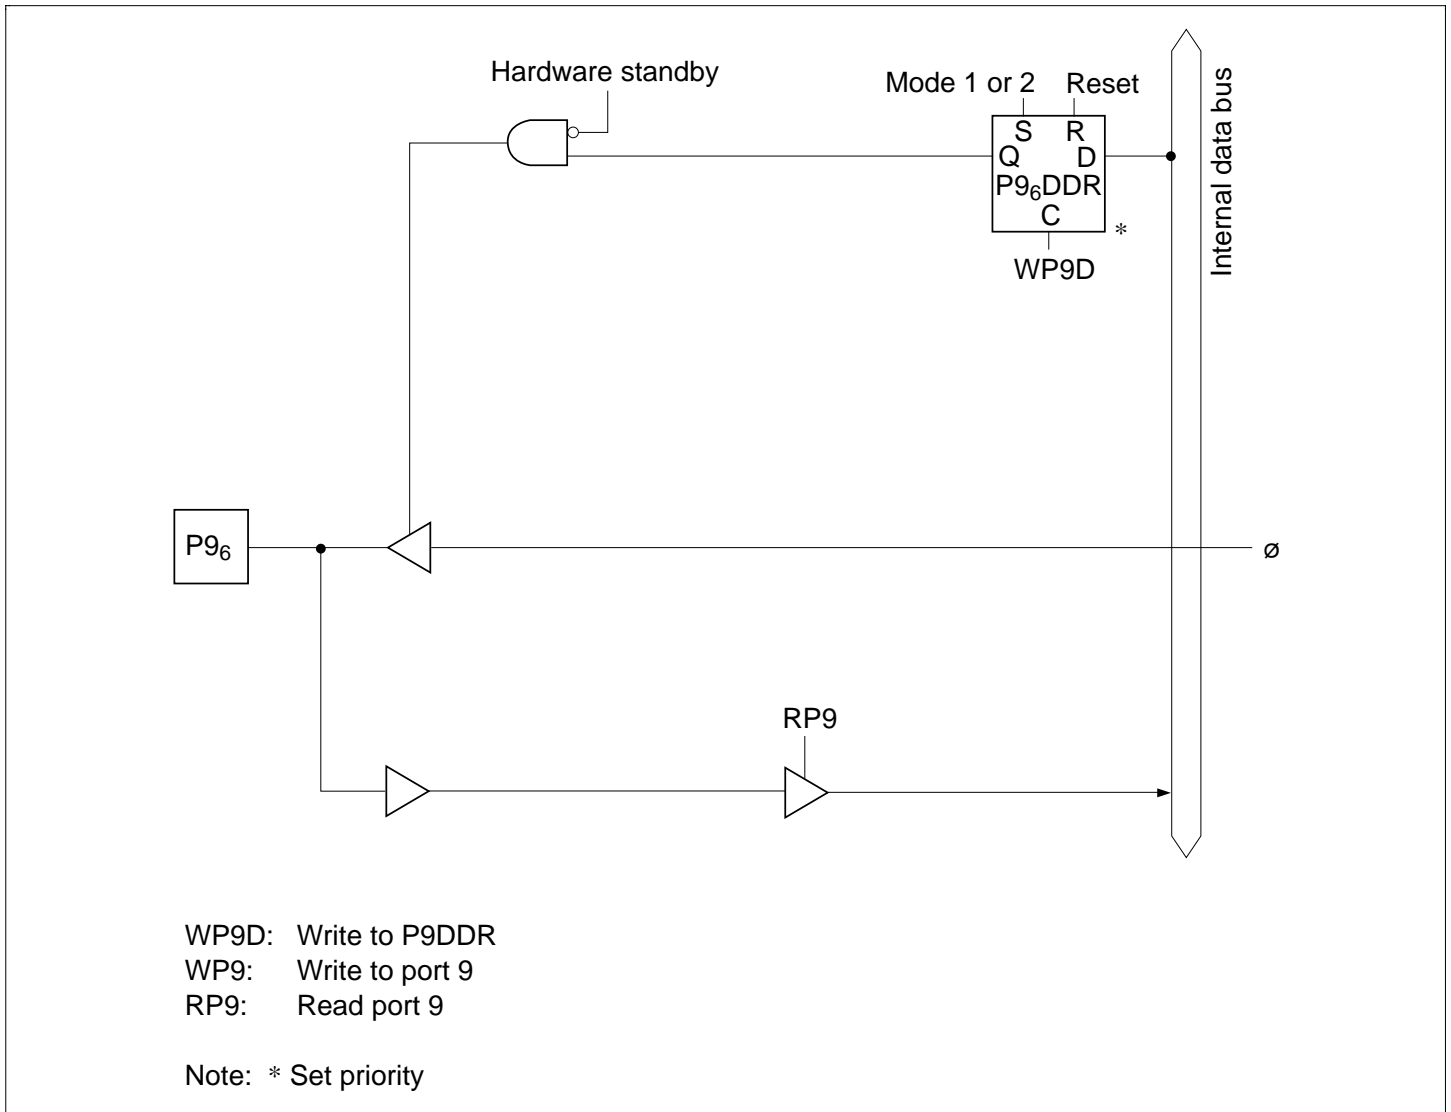 Hardware standby
Mode 1 or 2 Reset
S R
Q D
P9₆DDR
C
*
WP9D
Internal data bus
P9₆
ø
RP9
WP9D: Write to P9DDR
WP9: Write to port 9
RP9: Read port 9
Note: * Set priority